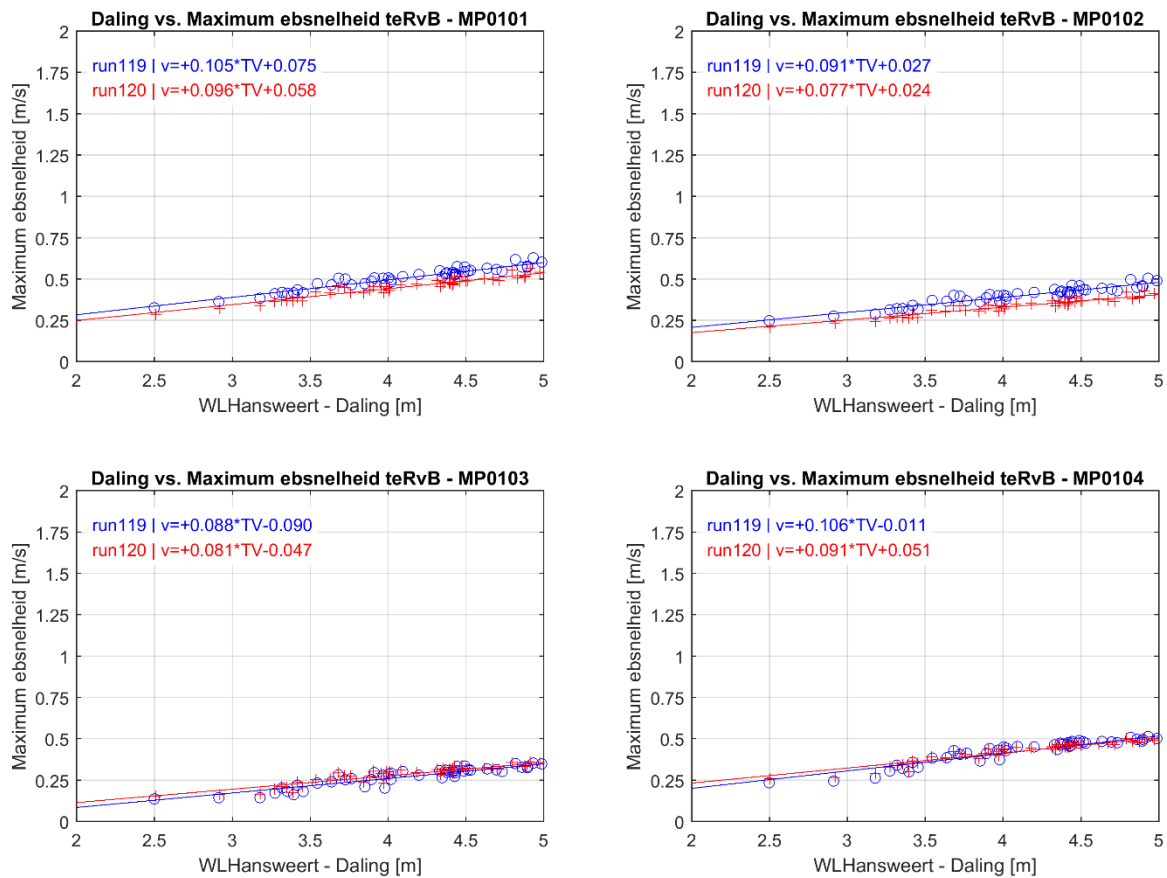 Daling vs. Maximum ebsnelheid teRvB - MP0101
2
1.75
1.5
1.25
1
0.75
0.5
0.25
0
Maximum ebsnelheid [m/s]
run119 | v=+0.105*TV+0.075
run120 | v=+0.096*TV+0.058
2 2.5 3 3.5 4 4.5 5
WLHansweert - Daling [m]
Daling vs. Maximum ebsnelheid teRvB - MP0102
2
1.75
1.5
1.25
1
0.75
0.5
0.25
0
Maximum ebsnelheid [m/s]
run119 | v=+0.091*TV+0.027
run120 | v=+0.077*TV+0.024
2 2.5 3 3.5 4 4.5 5
WLHansweert - Daling [m]
Daling vs. Maximum ebsnelheid teRvB - MP0103
2
1.75
1.5
1.25
1
0.75
0.5
0.25
0
Maximum ebsnelheid [m/s]
run119 | v=+0.088*TV-0.090
run120 | v=+0.081*TV-0.047
2 2.5 3 3.5 4 4.5 5
WLHansweert - Daling [m]
Daling vs. Maximum ebsnelheid teRvB - MP0104
2
1.75
1.5
1.25
1
0.75
0.5
0.25
0
Maximum ebsnelheid [m/s]
run119 | v=+0.106*TV-0.011
run120 | v=+0.091*TV+0.051
2 2.5 3 3.5 4 4.5 5
WLHansweert - Daling [m]